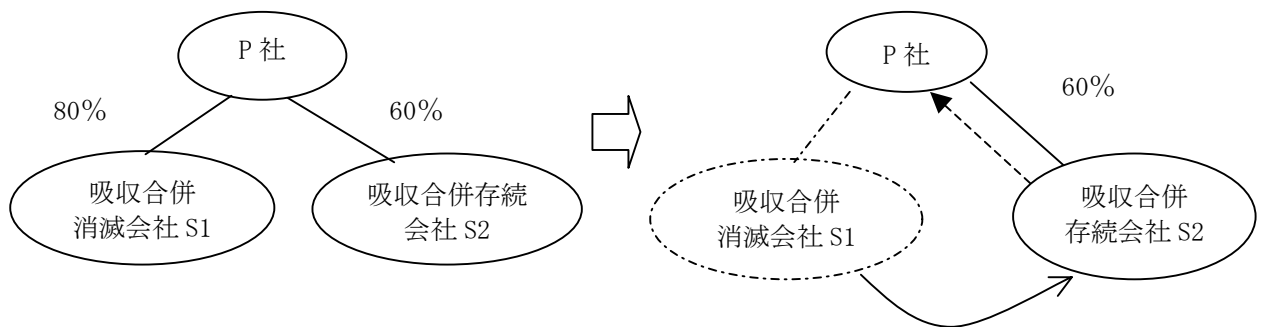 P 社
80%
60%
吸収合併
消滅会社 S1
吸収合併存続
会社 S2
P 社
60%
吸収合併
消滅会社 S1
吸収合併
存続会社 S2